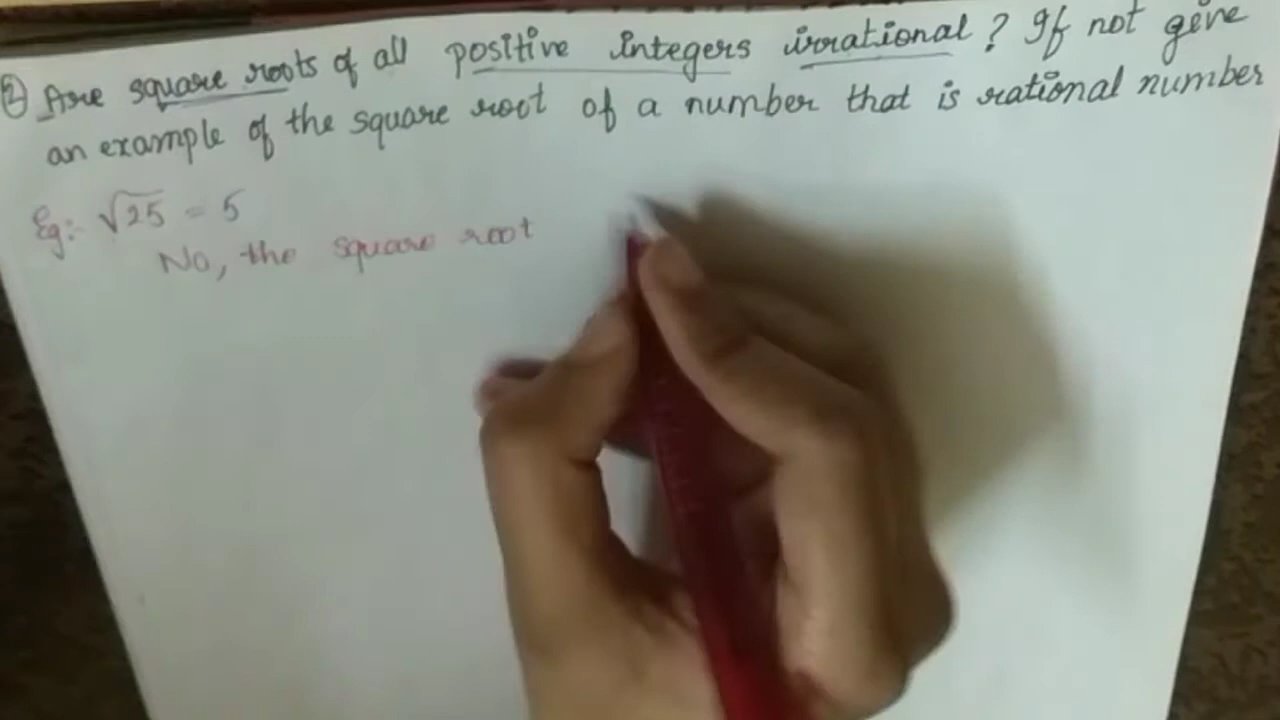 ② Are square roots of all positive integers irrational ? If not give
an example of the square root of a number that is rational number
Eg:- √25 = 5
No, the square root